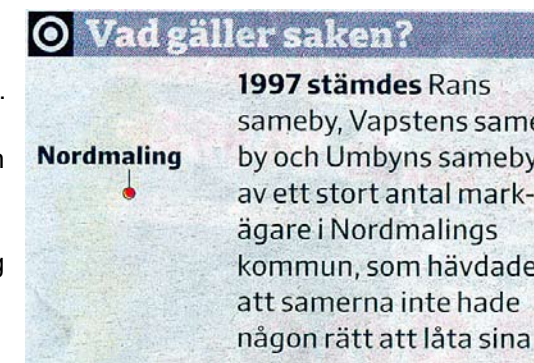 Vad gäller saken?
Nordmaling
1997 stämdes Rans
sameby, Vapstens same
by och Umbyns sameby
av ett stort antal mark-
ägare i Nordmalings
kommun, som hävdade
att samerna inte hade
någon rätt att låta sina